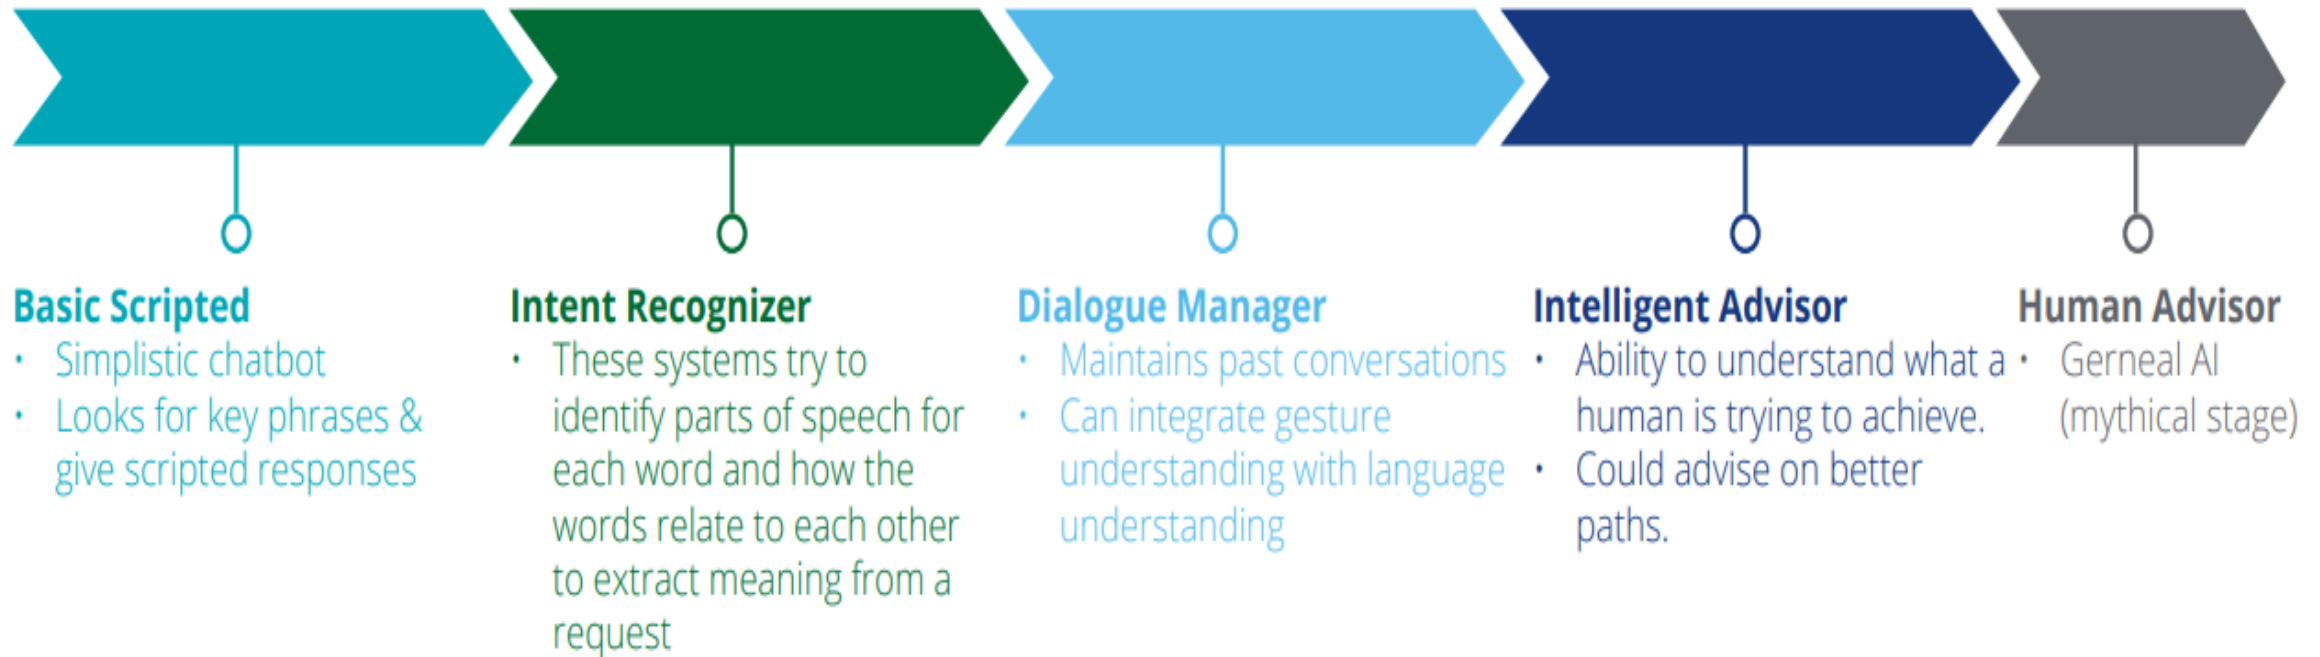 Basic Scripted
• Simplistic chatbot
• Looks for key phrases &
give scripted responses
Intent Recognizer
• These systems try to
identify parts of speech for
each word and how the
words relate to each other
to extract meaning from a
request
Dialogue Manager
• Maintains past conversations
• Can integrate gesture
understanding with language
understanding
Intelligent Advisor
• Ability to understand what a
human is trying to achieve.
• Could advise on better
paths.
Human Advisor
• Gerneal AI
(mythical stage)